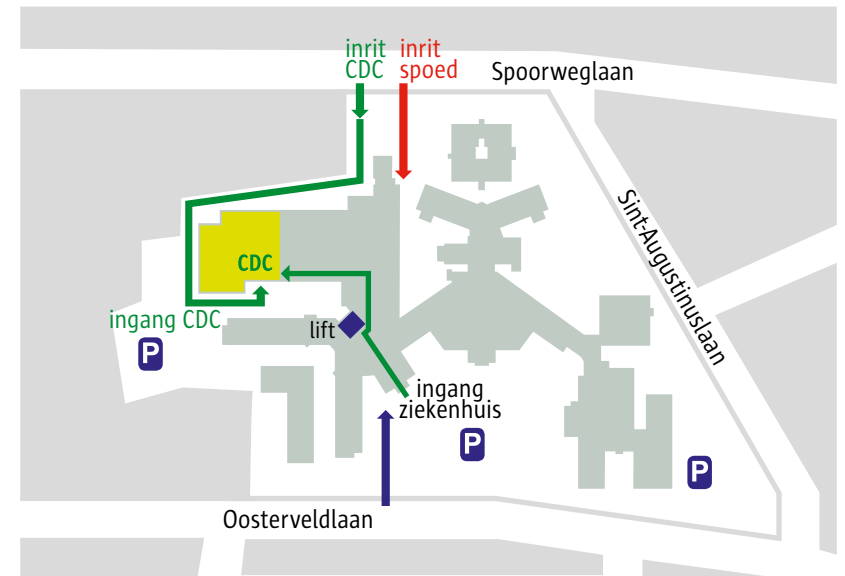 inrit
CDC
inrit
spoed
Spoorweglaan
Sint-Augustinuslaan
CDC
ingang CDC
lift
P
ingang
ziekenhuis
P
P
Oosterveldlaan